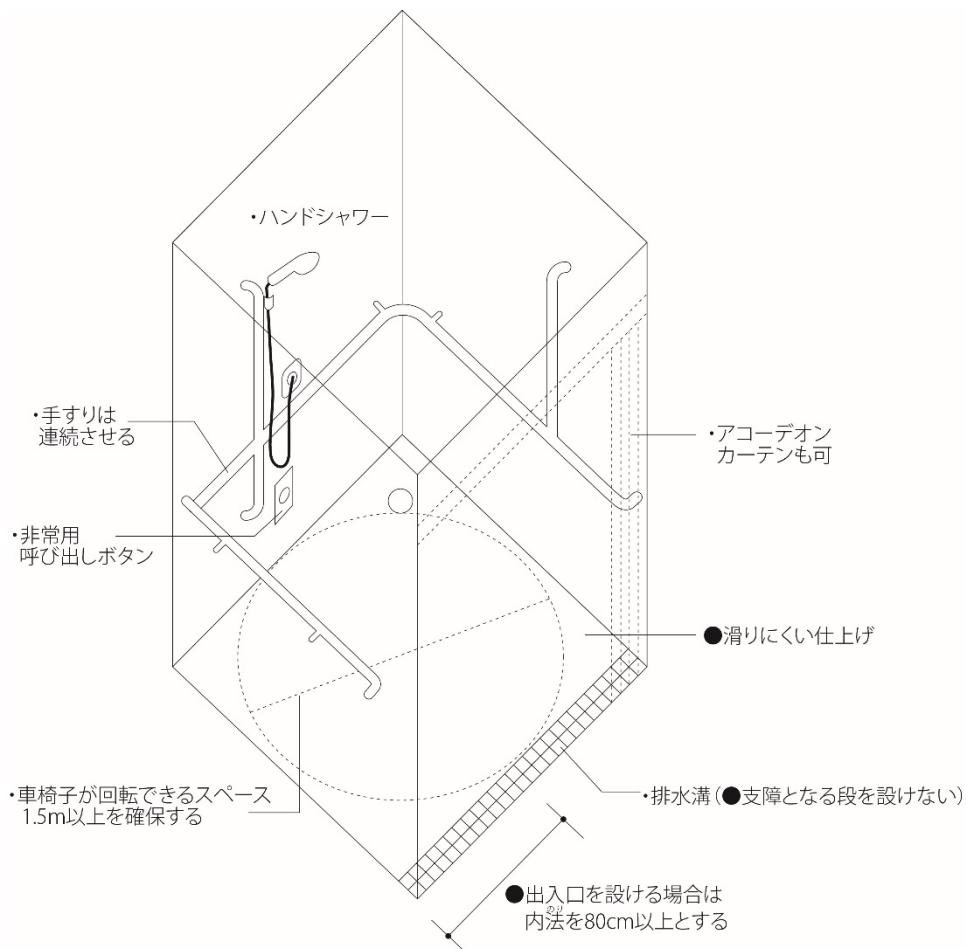 ・ハンドシャワー
・手すりは
連続させる
・アコーデオン
カーテンも可
・非常用
呼び出しボタン
●滑りにくい仕上げ
・車椅子が回転できるスペース
1.5m以上を確保する
・排水溝（●支障となる段を設けない）
●出入口を設ける場合は
のり
内法を80cm以上とする